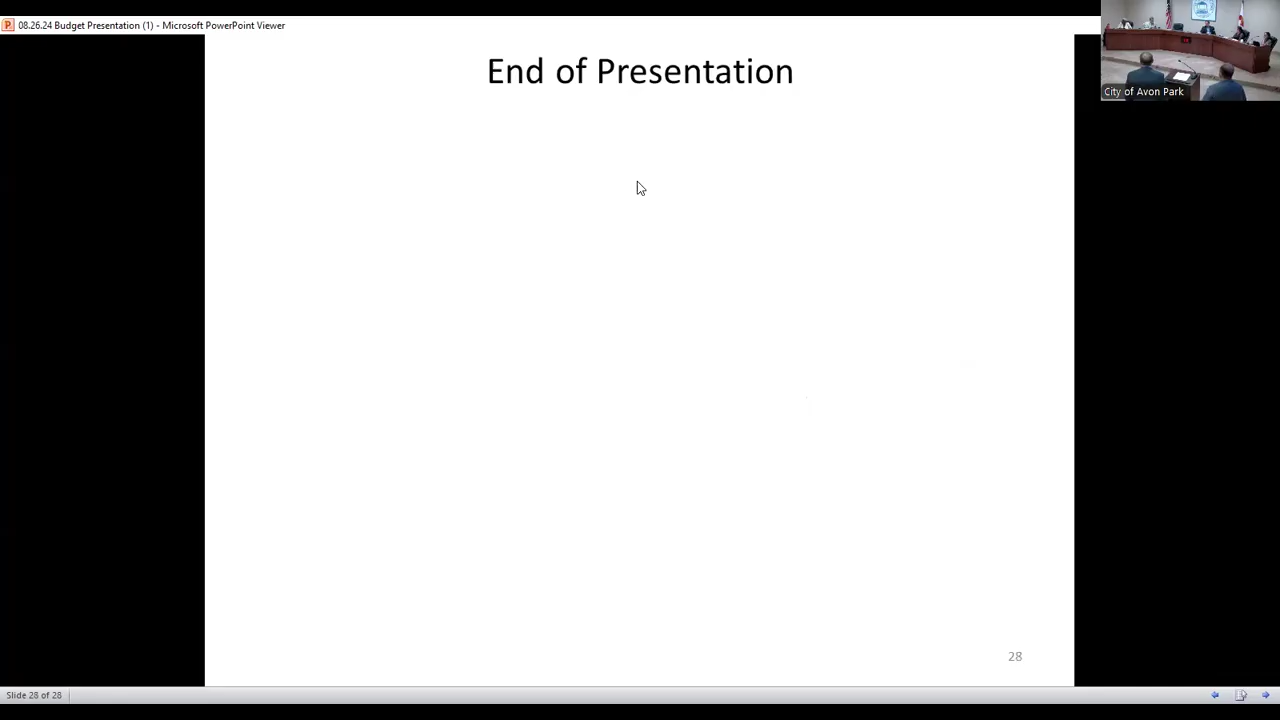 08.26.24 Budget Presentation (1) - Microsoft PowerPoint Viewer
End of Presentation
City of Avon Park
28
Slide 28 of 28